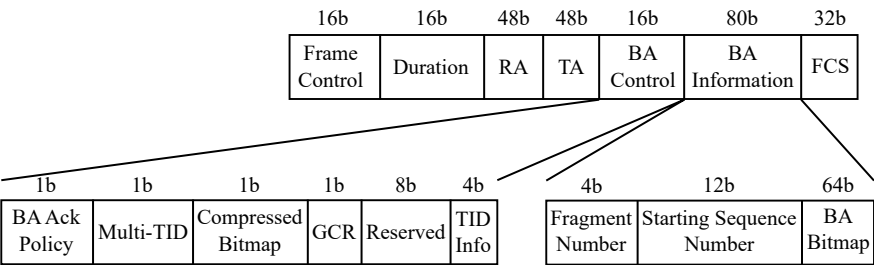 16b 16b 48b 48b 16b 80b 32b
Frame Control Duration RA TA BA Control BA Information FCS
1b 1b 1b 1b 8b 4b
BA Ack Policy Multi-TID Compressed Bitmap GCR Reserved TID Info
4b 12b 64b
Fragment Number Starting Sequence Number BA Bitmap